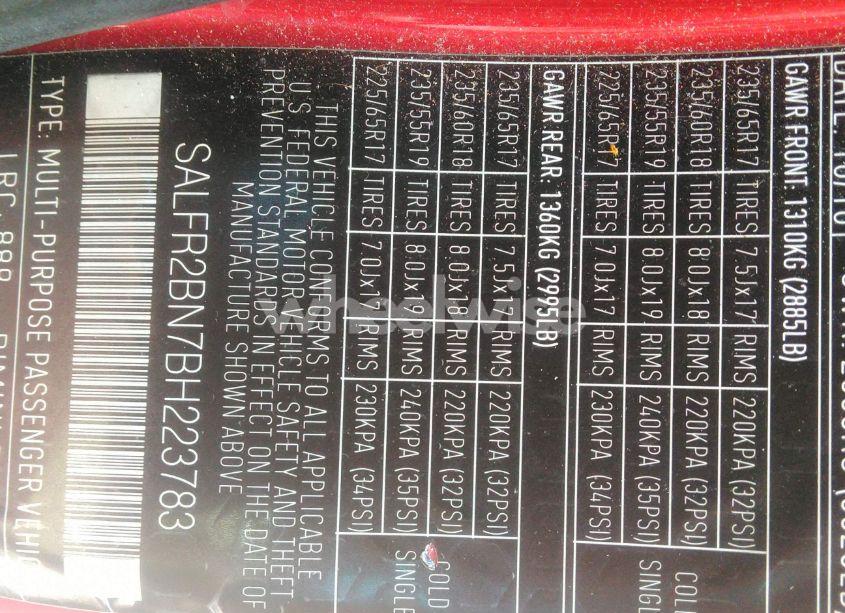 GAWR FRONT: 1310KG (2885LB)
235/65R17 TIRES 7.5Jx17 RIMS 220KPA (32PSI)
235/60R18 TIRES 8.0Jx18 RIMS 220KPA (32PSI)
235/55R19 TIRES 8.0Jx19 RIMS 240KPA (35PSI)
225/65R17 TIRES 7.0Jx17 RIMS 230KPA (34PSI)
SINGLE
GAWR REAR: 1360KG (2995LB)
235/65R17 TIRES 7.5Jx17 RIMS 220KPA (32PSI)
235/60R18 TIRES 8.0Jx18 RIMS 220KPA (32PSI)
235/55R19 TIRES 8.0Jx19 RIMS 240KPA (35PSI)
225/65R17 TIRES 7.0Jx17 RIMS 230KPA (34PSI)
COLD
SINGLE
THIS VEHICLE CONFORMS TO ALL APPLICABLE
U.S. FEDERAL MOTOR VEHICLE SAFETY AND THEFT
PREVENTION STANDARDS IN EFFECT ON THE DATE OF
MANUFACTURE SHOWN ABOVE
SALFR2BN7BH223783
TYPE: MULTI-PURPOSE PASSENGER VEHI
wheelwise